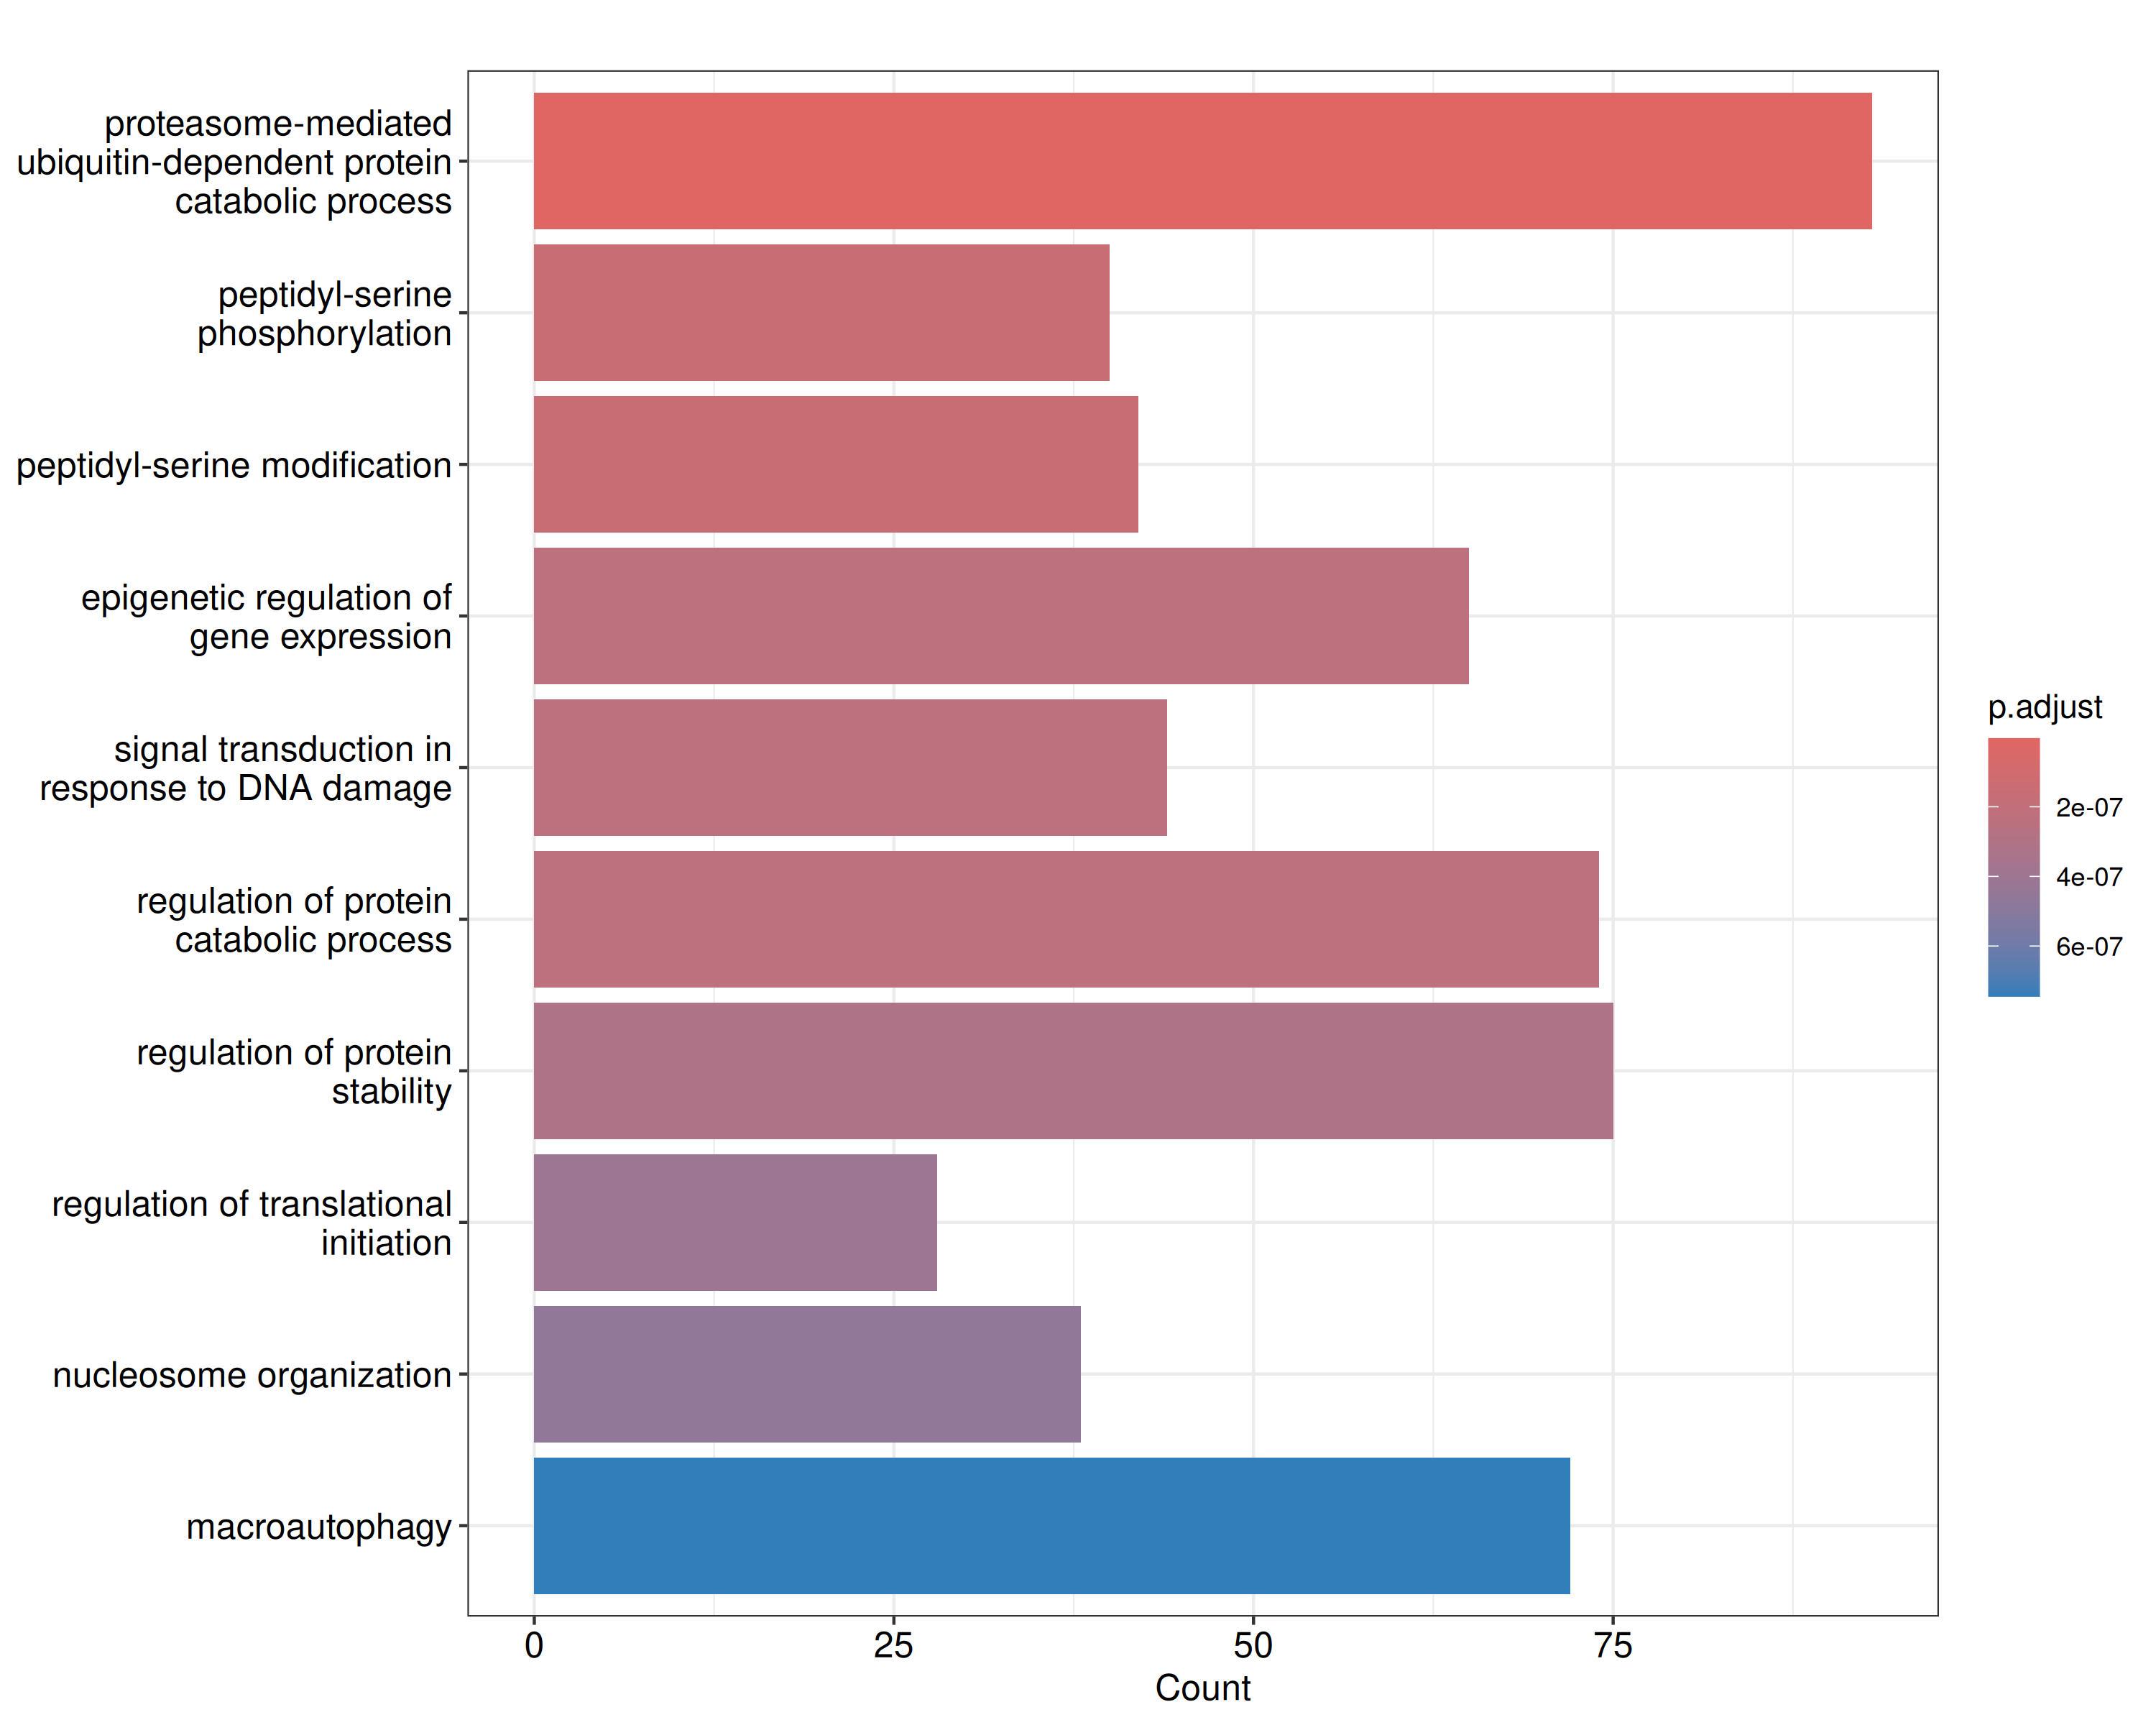 proteasome-mediated
ubiquitin-dependent protein
catabolic process
peptidyl-serine
phosphorylation
peptidyl-serine modification
epigenetic regulation of
gene expression
signal transduction in
response to DNA damage
regulation of protein
catabolic process
regulation of protein
stability
regulation of translational
initiation
nucleosome organization
macroautophagy
0 25 50 75
Count
p.adjust
2e-07
4e-07
6e-07